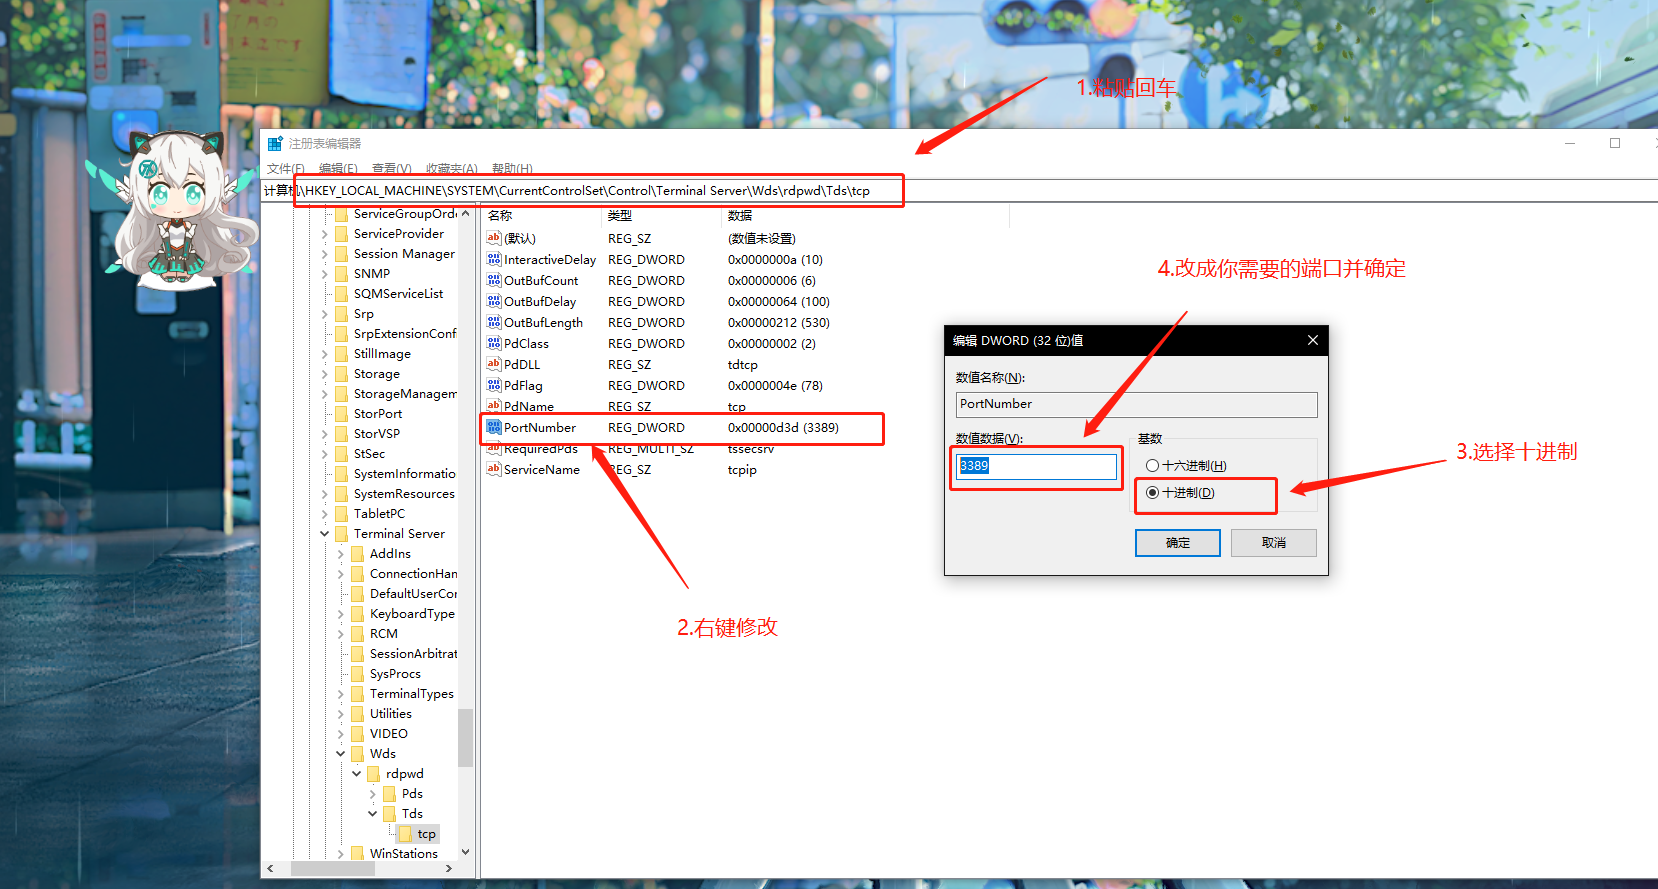 1.粘贴回车
注册表编辑器
文件(F) 编辑(E) 查看(V) 收藏夹(A) 帮助(H)
计算机\HKEY_LOCAL_MACHINE\SYSTEM\CurrentControlSet\Control\Terminal Server\Wds\rdpwd\Tds\tcp
ServiceGroupOrde
ServiceProvider
Session Manager
SNMP
SQMServiceList
Srp
SrpExtensionConf
StillImage
Storage
StorageManagem
StorPort
StorVSP
StSec
SystemInformatio
SystemResources
TabletPC
Terminal Server
AddIns
ConnectionHan
DefaultUserCor
KeyboardType
RCM
SessionArbitrat
SysProcs
TerminalTypes
Utilities
VIDEO
Wds
rdpwd
Pds
Tds
tcp
WinStations
名称 类型 数据
(默认) REG_SZ (数值未设置)
InteractiveDelay REG_DWORD 0x0000000a (10)
OutBufCount REG_DWORD 0x00000006 (6)
OutBufDelay REG_DWORD 0x00000064 (100)
OutBufLength REG_DWORD 0x00000212 (530)
PdClass REG_DWORD 0x00000002 (2)
PdDLL REG_SZ tdtcp
PdFlag REG_DWORD 0x0000004e (78)
PdName REG_SZ tcp
PortNumber REG_DWORD 0x00000d3d (3389)
RequiredPds REG_MULTI_SZ tssecsrv
ServiceName REG_SZ tcpip
2.右键修改
4.改成你需要的端口并确定
编辑 DWORD (32 位)值
数值名称(N):
PortNumber
数值数据(V):
3389
基数
十六进制(H)
十进制(D)
确定 取消
3.选择十进制